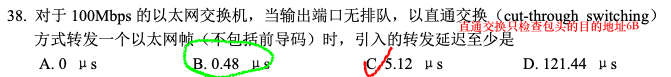 38. 对于 100Mbps 的以太网交换机，当输出端口无排队，以直通交换（cut-through switching）
直通交换只检查包头的目的地址6B
方式转发一个以太网帧（不包括前导码）时，引入的转发延迟至少是
A. 0 μs B. 0.48 μs C. 5.12 μs D. 121.44 μs